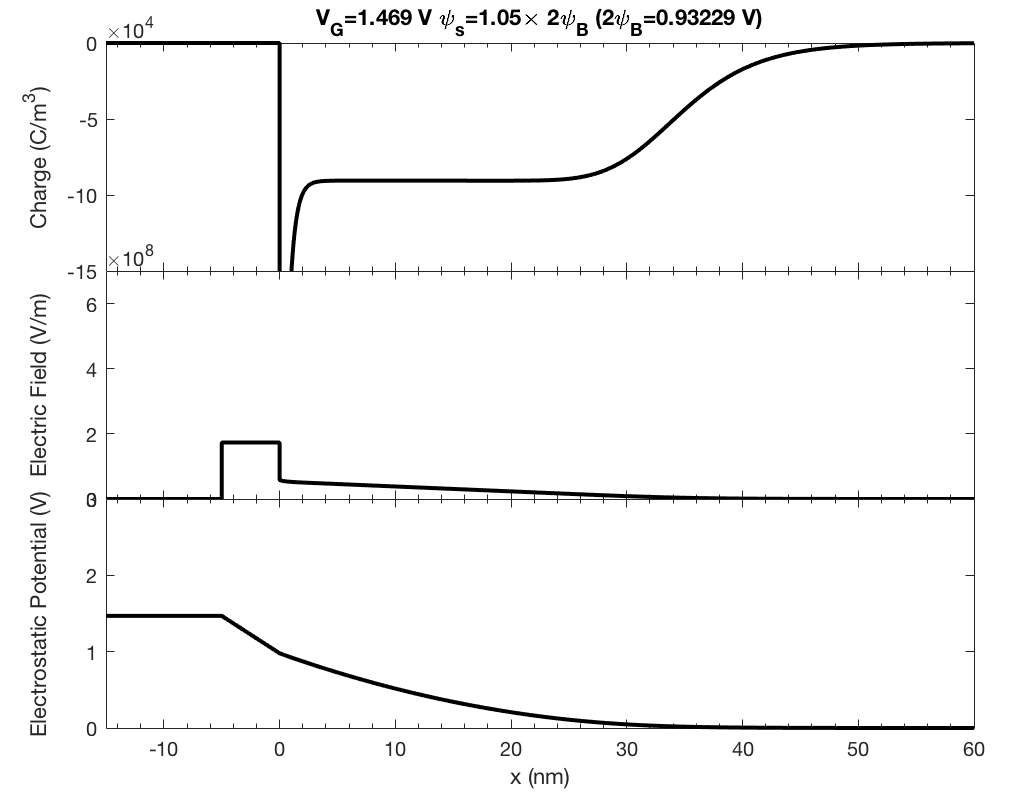 V_G=1.469 V ψ_s=1.05× 2ψ_B (2ψ_B=0.93229 V)
×10^4
0
-5
-10
-15
Charge (C/m^3)
×10^8
6
4
2
0
Electric Field (V/m)
3
2
1
0
Electrostatic Potential (V)
-10 0 10 20 30 40 50 60
x (nm)